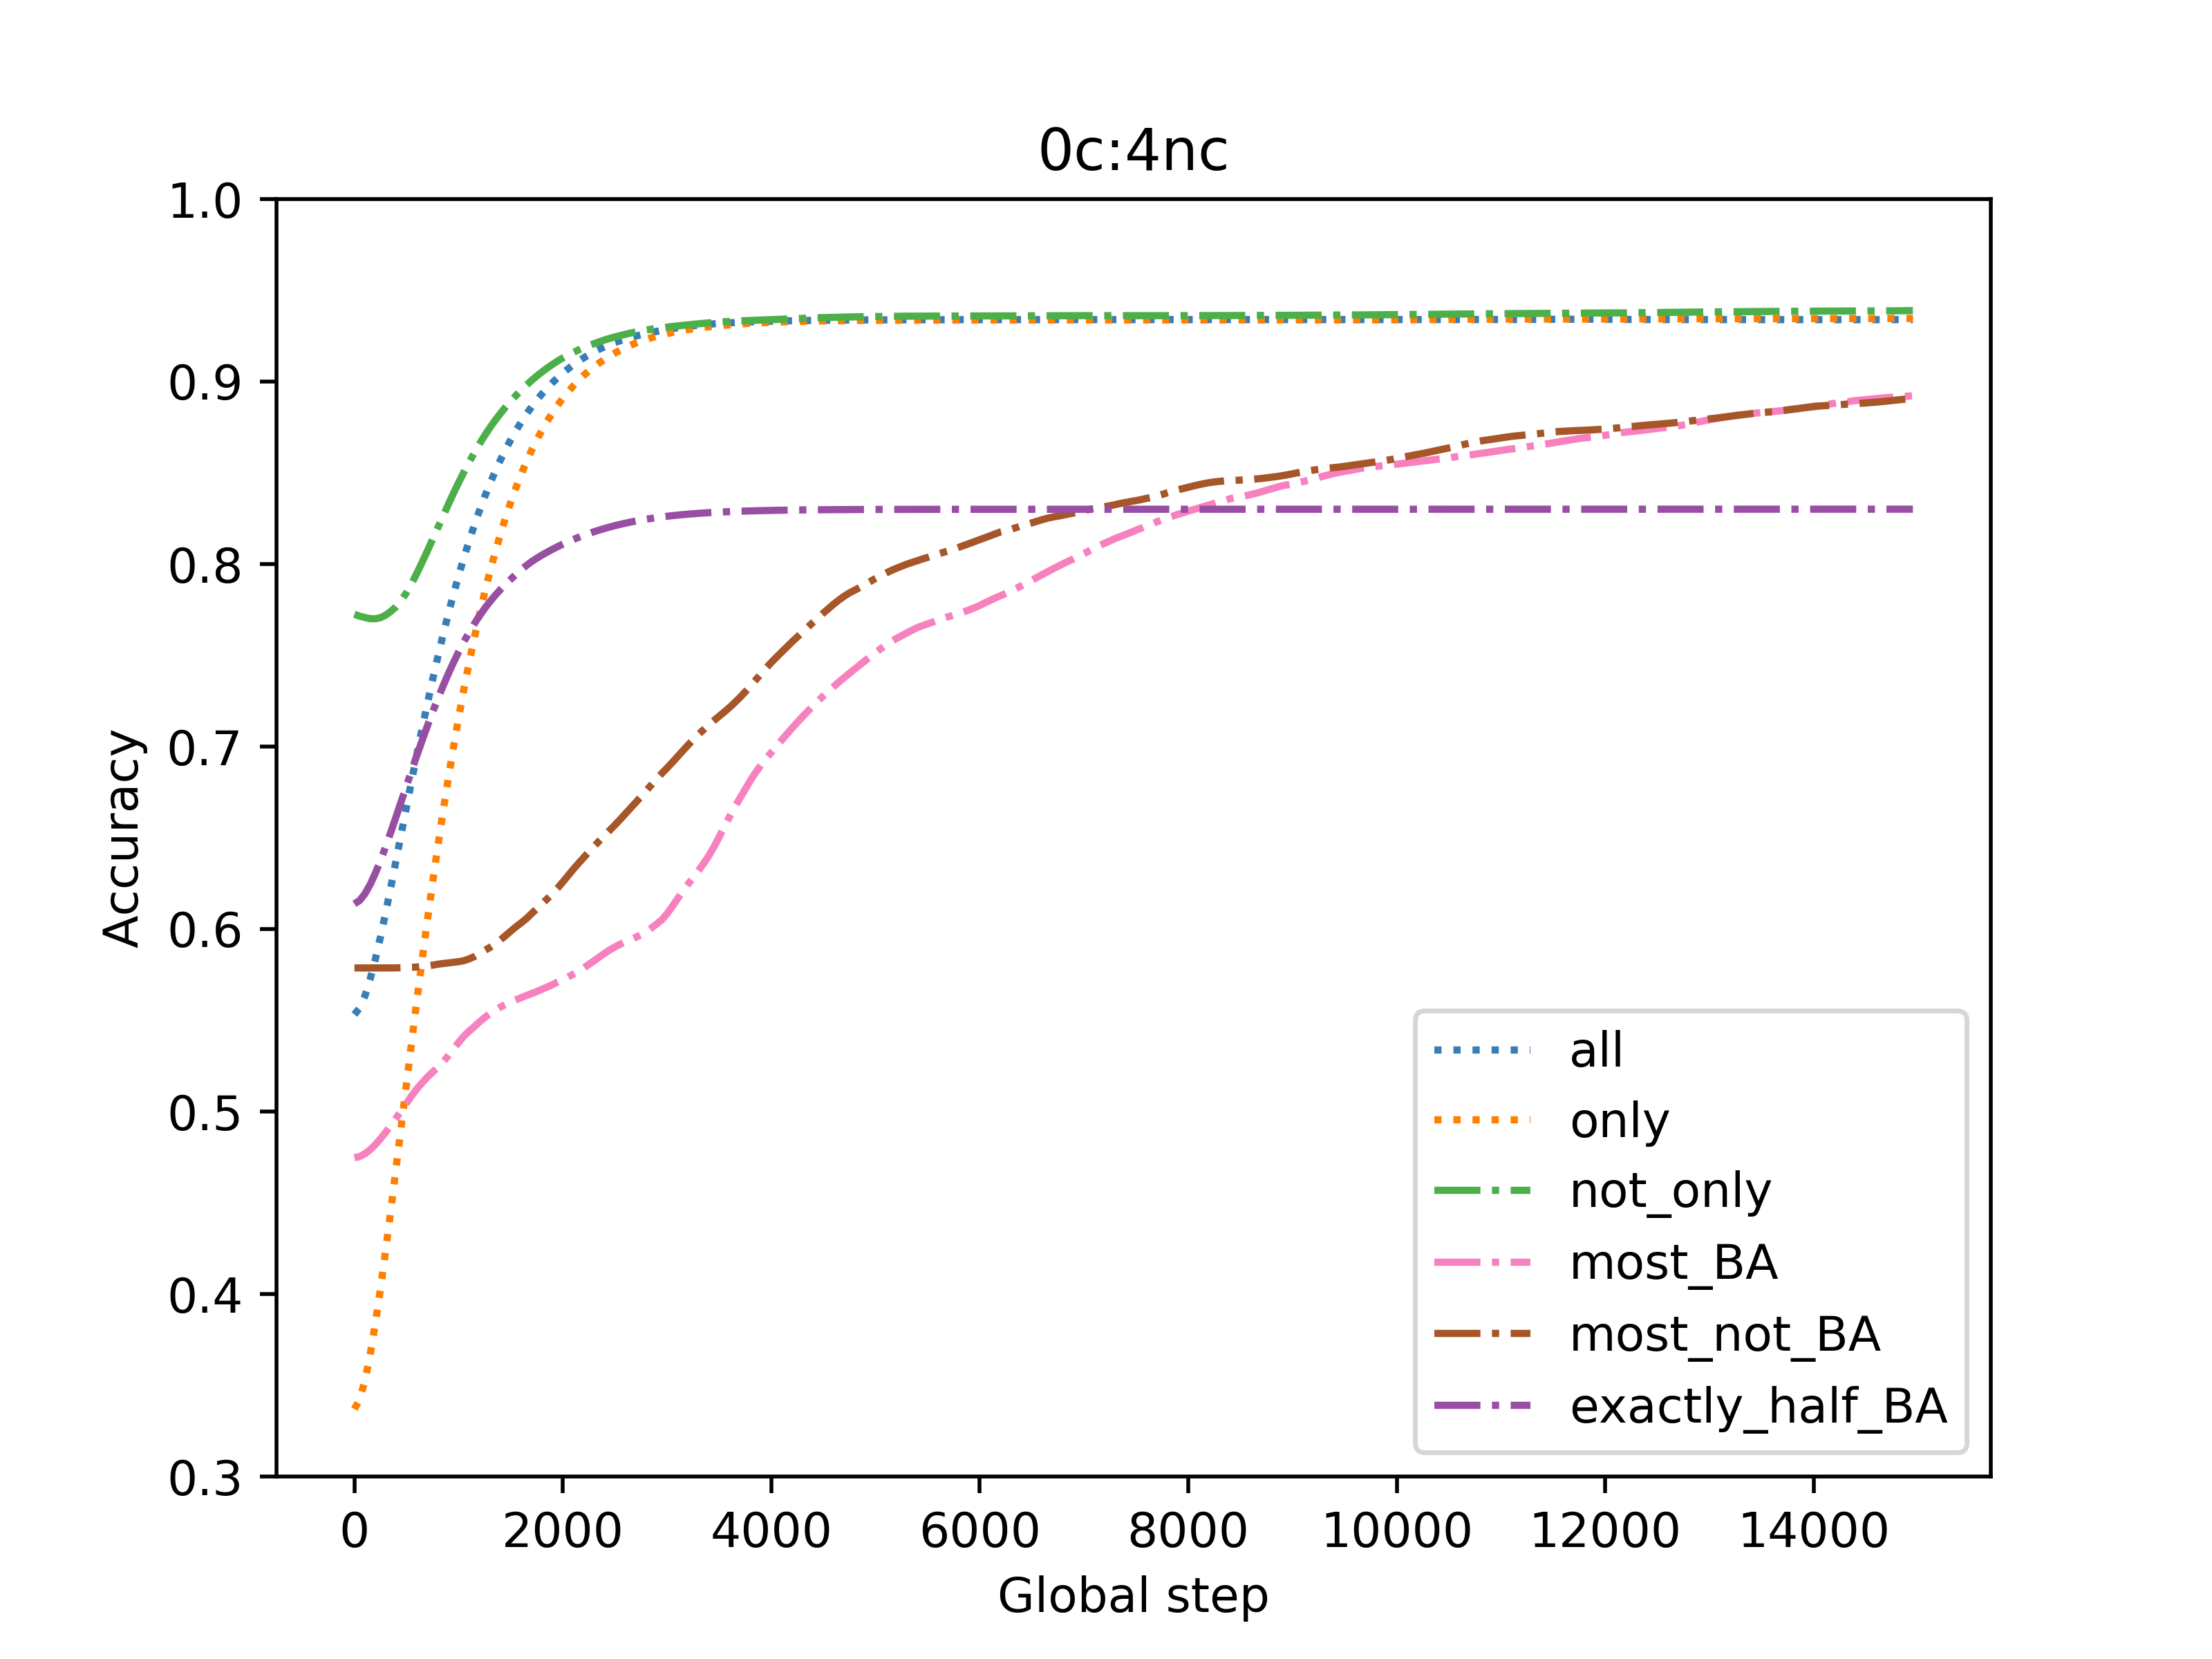 0c:4nc
1.0
0.9
0.8
0.7
0.6
0.5
0.4
0.3
Accuracy
0 2000 4000 6000 8000 10000 12000 14000
Global step
all
only
not_only
most_BA
most_not_BA
exactly_half_BA